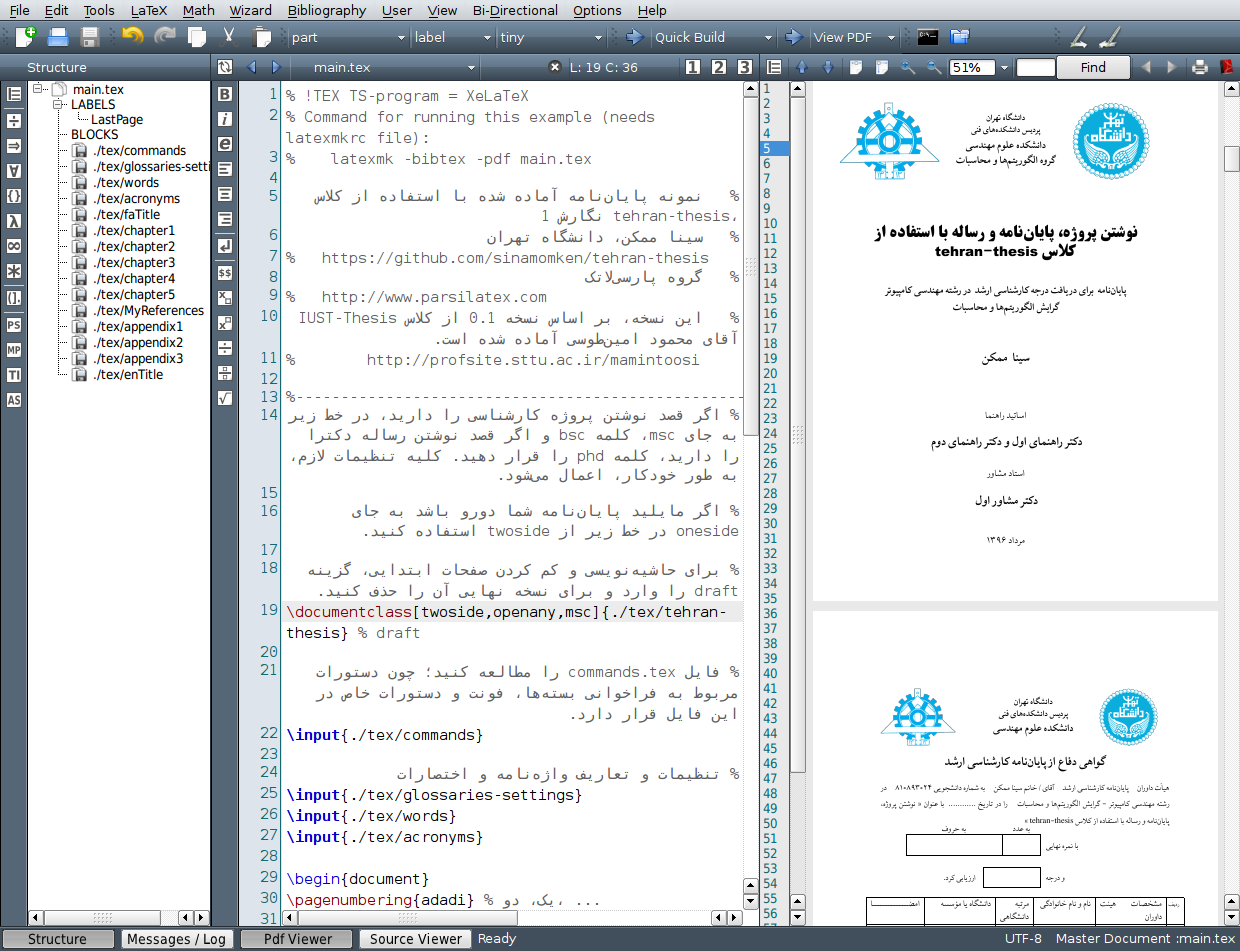 File Edit Tools LaTeX Math Wizard Bibliography User View Bi-Directional Options Help
part label tiny Quick Build View PDF
Structure main.tex L: 19 C: 36 1 2 3 51% Find
main.tex
LABELS
LastPage
BLOCKS
./tex/commands
./tex/glossaries-setti
./tex/words
./tex/acronyms
./tex/faTitle
./tex/chapter1
./tex/chapter2
./tex/chapter3
./tex/chapter4
./tex/chapter5
./tex/MyReferences
./tex/appendix1
./tex/appendix2
./tex/appendix3
./tex/enTitle
1 % !TEX TS-program = XeLaTeX
2 % Command for running this example (needs
latexmkrc file):
3 % latexmk -bibtex -pdf main.tex
4
5 % نمونه پایان‌نامه آماده شده با استفاده از کلاس
tehran-thesis، نگارش 1
6 % سینا ممکن، دانشگاه تهران
7 % https://github.com/sinamomken/tehran-thesis
8 % گروه پارسی‌لاتک
9 % http://www.parsilatex.com
10 % این نسخه، بر اساس نسخه 0.1 از کلاس IUST-Thesis
آقای محمود امین‌طوسی آماده شده است.
11 % http://profsite.sttu.ac.ir/mamintoosi
12
13 %--------------------------------------------------
14 % اگر قصد نوشتن پروژه کارشناسی را دارید، در خط زیر
به جای msc، کلمه bsc و اگر قصد نوشتن رساله دکترا
را دارید، کلمه phd را قرار دهید. کلیه تنظیمات لازم،
به طور خودکار، اعمال می‌شود.
15
16 % اگر مایلید پایان‌نامه شما دورو باشد به جای
oneside در خط زیر از twoside استفاده کنید.
17
18 % برای حاشیه‌نویسی و کم کردن صفحات ابتدایی، گزینه
draft را وارد و برای نسخه نهایی آن را حذف کنید.
19 \documentclass[twoside,openany,msc]{./tex/tehran-
thesis} % draft
20
21 % فایل commands.tex را مطالعه کنید؛ چون دستورات
مربوط به فراخوانی بسته‌ها، فونت و دستورات خاص در
این فایل قرار دارد.
22 \input{./tex/commands}
23
24 % تنظیمات و تعاریف واژه‌نامه و اختصارات
25 \input{./tex/glossaries-settings}
26 \input{./tex/words}
27 \input{./tex/acronyms}
28
29 \begin{document}
30 \pagenumbering{adadi} % یک، دو، ...
31
دانشگاه تهران
پردیس دانشکده‌های فنی
دانشکده علوم مهندسی
گروه الگوریتم‌ها و محاسبات
نوشتن پروژه، پایان‌نامه و رساله با استفاده از
کلاس tehran-thesis
پایان‌نامه برای دریافت درجه کارشناسی ارشد در رشته مهندسی کامپیوتر
گرایش الگوریتم‌ها و محاسبات
سینا ممکن
اساتید راهنما
دکتر راهنمای اول و دکتر راهنمای دوم
استاد مشاور
دکتر مشاور اول
مرداد ۱۳۹۶
دانشگاه تهران
پردیس دانشکده‌های فنی
دانشکده علوم مهندسی
گواهی دفاع از پایان‌نامه کارشناسی ارشد
هیأت داوران پایان‌نامه کارشناسی ارشد آقای / خانم سینا ممکن به شماره دانشجویی ۸۱۰۸۹۳۰۲۴ در
رشته مهندسی کامپیوتر - گرایش الگوریتم‌ها و محاسبات را در تاریخ ............ با عنوان « نوشتن پروژه،
پایان‌نامه و رساله با استفاده از کلاس tehran-thesis »
به عدد به حروف
با نمره نهایی
و درجه ارزیابی کرد.
ردیف مشخصات هیئت داوران نام و نام خانوادگی مرتبه دانشگاهی دانشگاه یا مؤسسه امضــــا
Structure Messages / Log Pdf Viewer Source Viewer Ready UTF-8 Master Document :main.tex